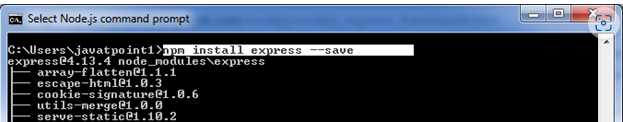 Select Node.js command prompt
C:\Users\javatpoint1>npm install express --save
express@4.13.4 node_modules\express
├── array-flatten@1.1.1
├── escape-html@1.0.3
├── cookie-signature@1.0.6
├── utils-merge@1.0.0
├── serve-static@1.10.2